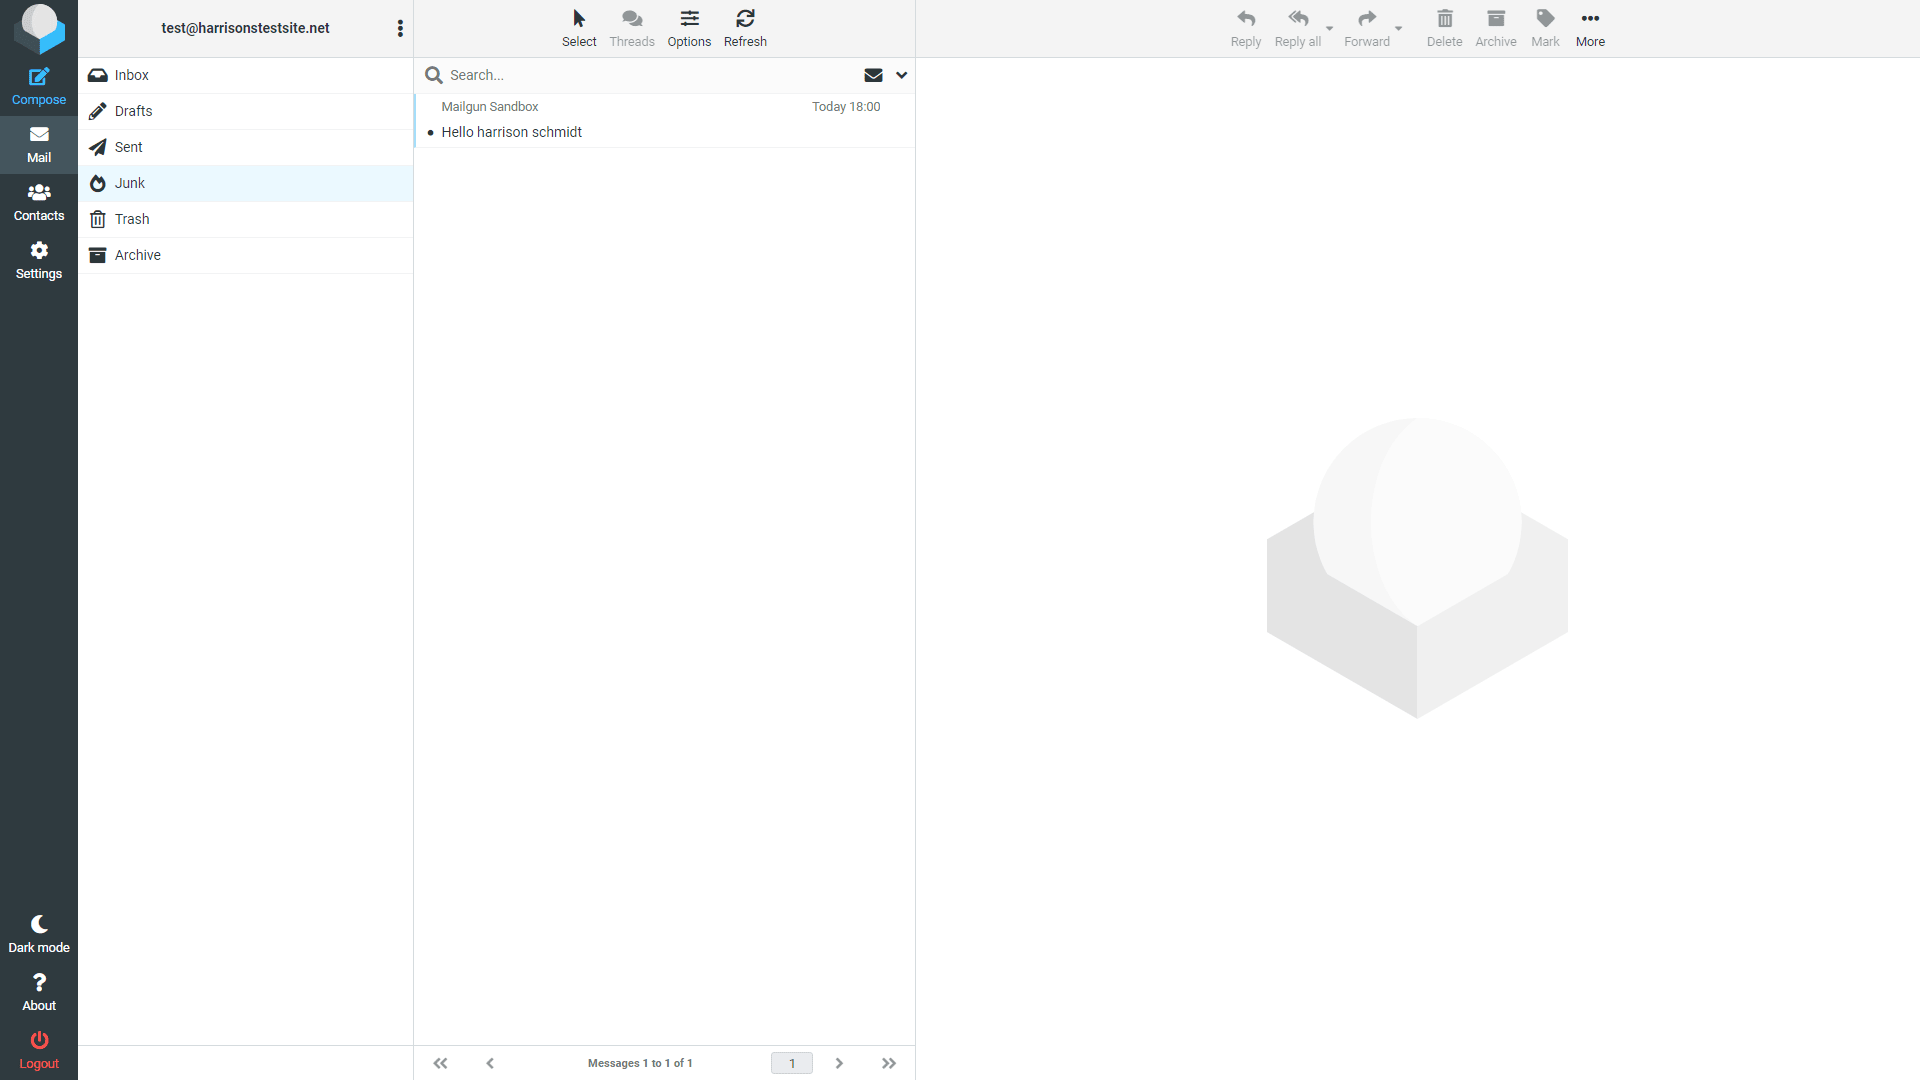 test@harrisonstestsite.net
Select
Threads
Options
Refresh
Reply
Reply all
Forward
Delete
Archive
Mark
More
Compose
Mail
Contacts
Settings
Dark mode
About
Logout
Inbox
Drafts
Sent
Junk
Trash
Archive
Search...
Mailgun Sandbox Today 18:00
Hello harrison schmidt
Messages 1 to 1 of 1
1